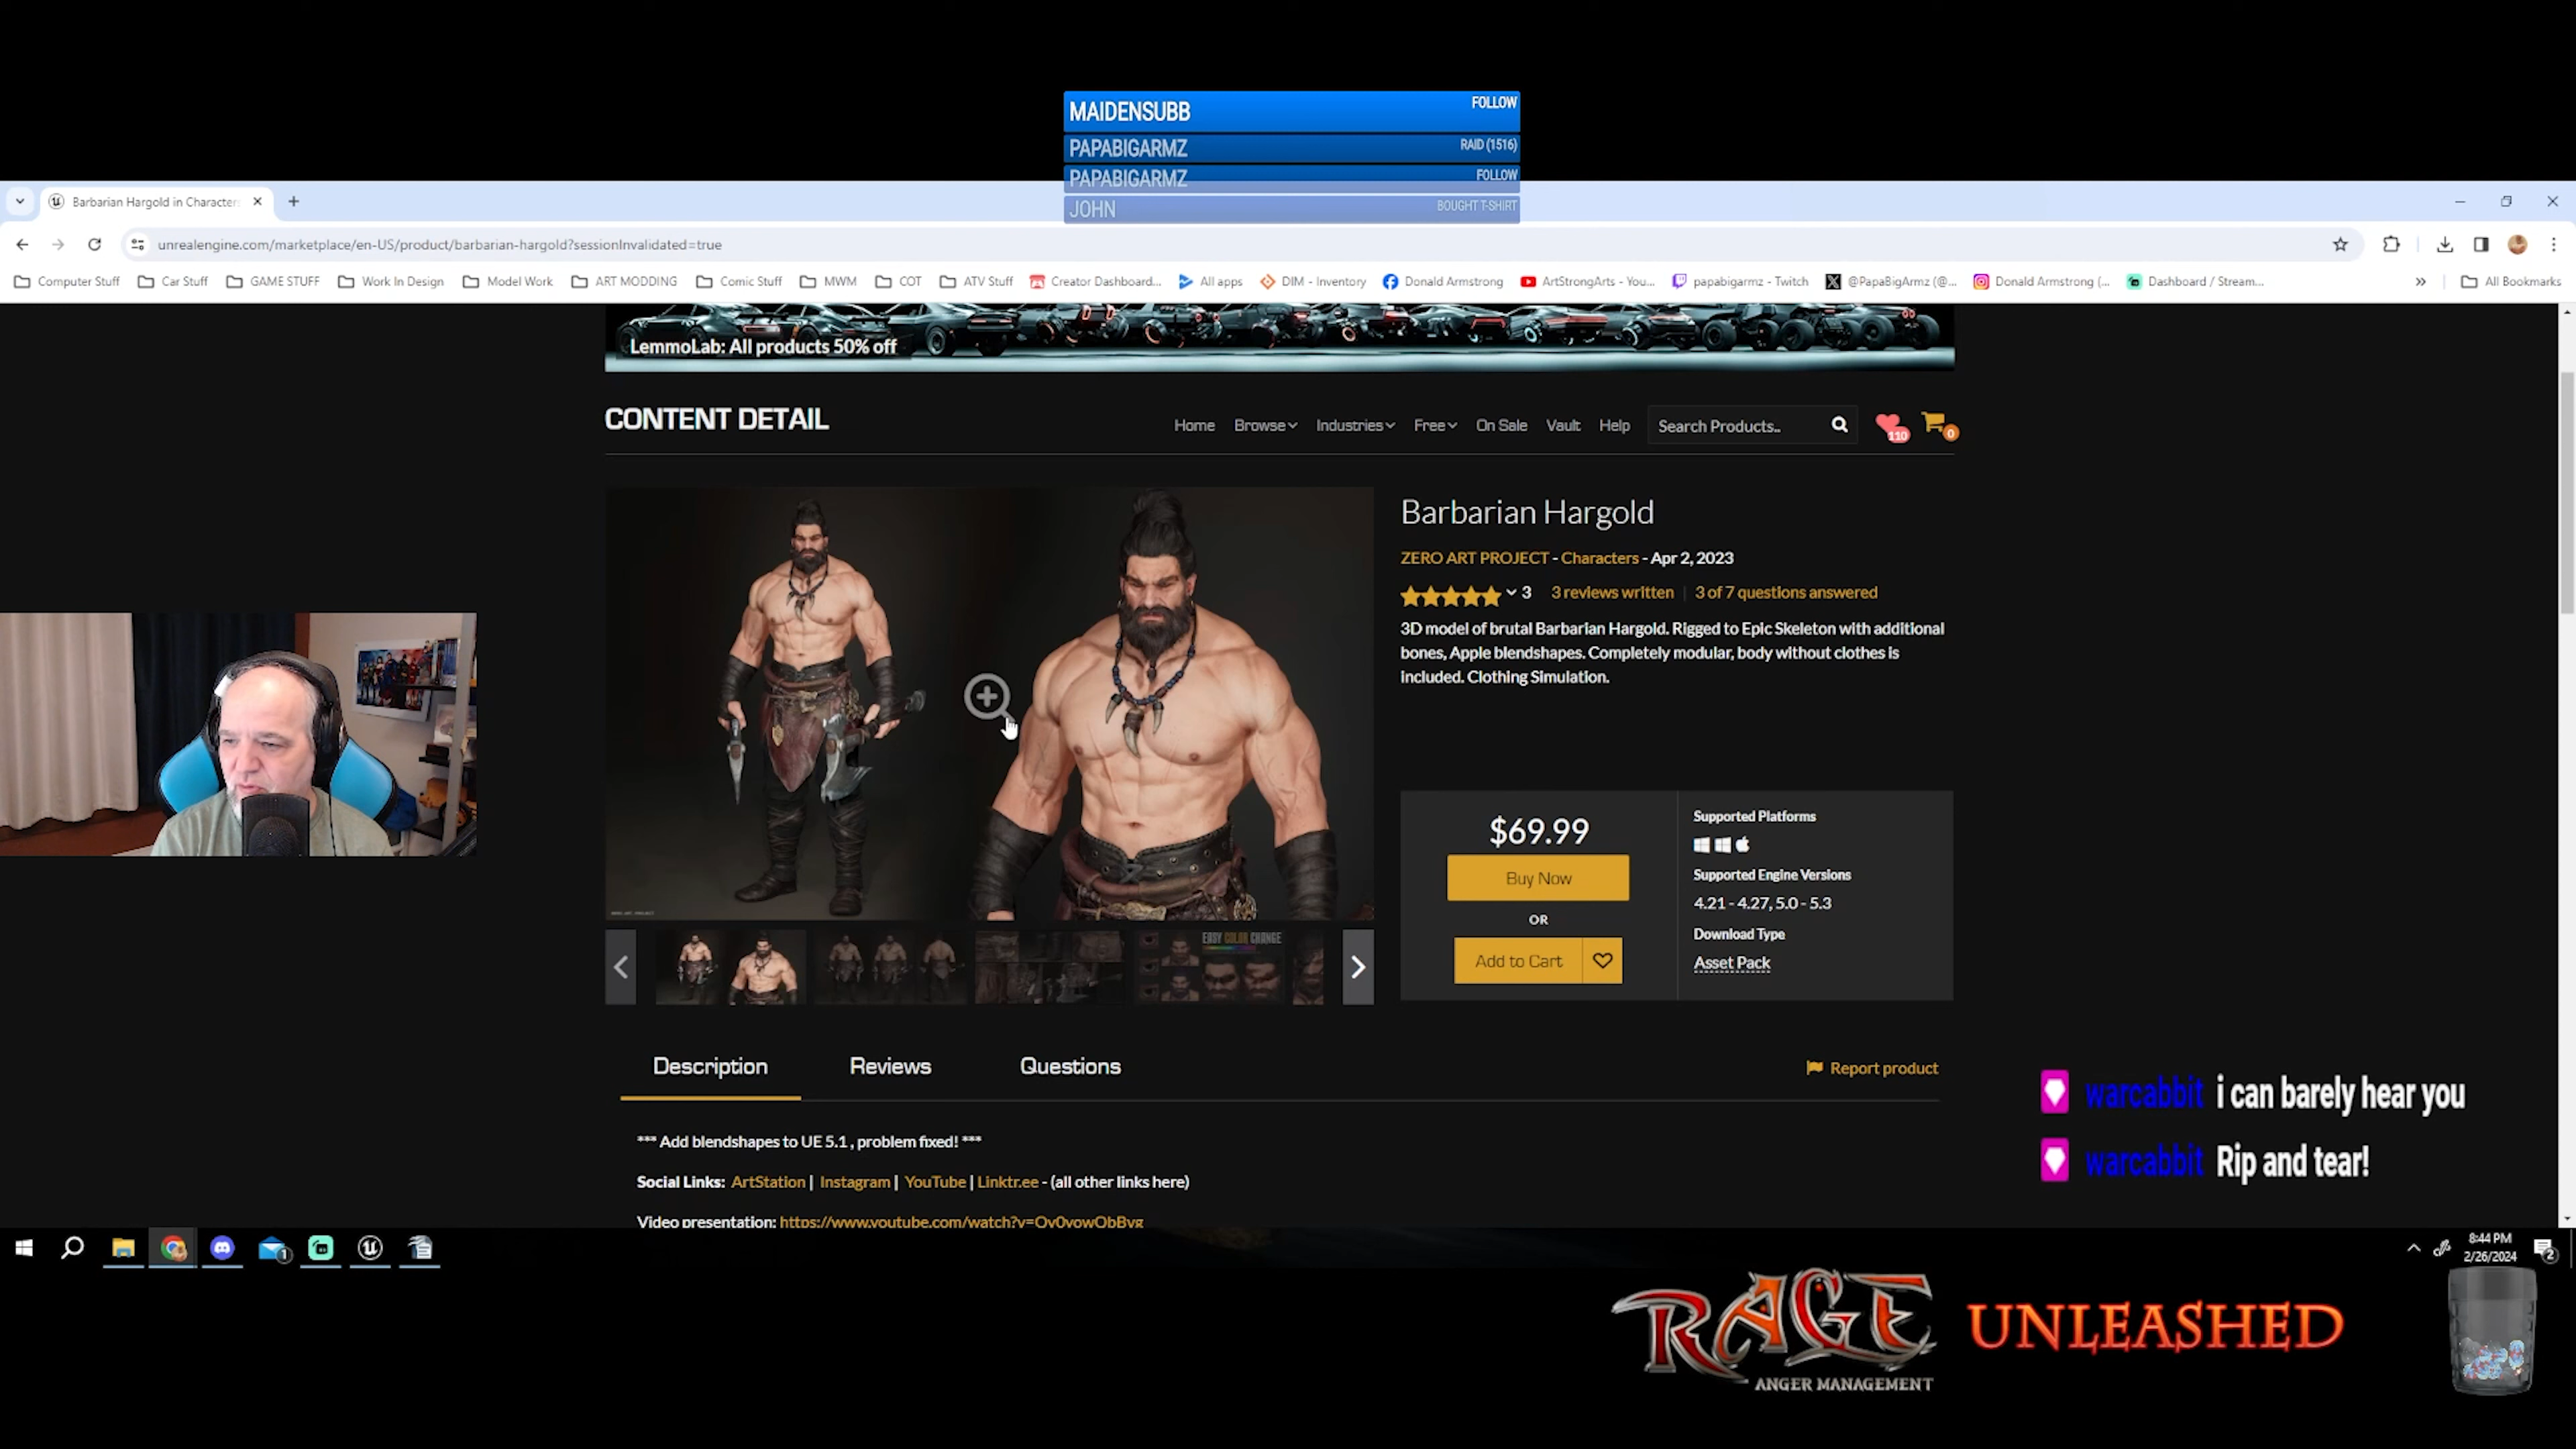 MAIDENSUBB FOLLOW
PAPABIGARMZ RAID (1516)
PAPABIGARMZ FOLLOW
JOHN BOUGHT T-SHIRT
Barbarian Hargold in Character
unrealengine.com/marketplace/en-US/product/barbarian-hargold?sessionInvalidated=true
Computer Stuff Car Stuff GAME STUFF Work In Design Model Work ART MODDING Comic Stuff MWM COT ATV Stuff Creator Dashboard... All apps DIM - Inventory Donald Armstrong ArtStrongArts - You... papabigarmz - Twitch @PapaBigArmz (@... Donald Armstrong (... Dashboard / Stream... » All Bookmarks
LemmoLab: All products 50% off
CONTENT DETAIL
Home Browse Industries Free On Sale Vault Help Search Products.. 110 0
Barbarian Hargold
ZERO ART PROJECT - Characters - Apr 2, 2023
3 3 reviews written | 3 of 7 questions answered
3D model of brutal Barbarian Hargold. Rigged to Epic Skeleton with additional
bones, Apple blendshapes. Completely modular, body without clothes is
included. Clothing Simulation.
$69.99
Buy Now
OR
Add to Cart
Supported Platforms
Supported Engine Versions
4.21 - 4.27, 5.0 - 5.3
Download Type
Asset Pack
EASY COLOR CHANGE
Description Reviews Questions
Report product
*** Add blendshapes to UE 5.1 , problem fixed! ***
Social Links: ArtStation | Instagram | YouTube | Linktr.ee - (all other links here)
Video presentation: https://www.youtube.com/watch?v=
warcabbit i can barely hear you
warcabbit Rip and tear!
1
8:44 PM
2/26/2024
2
RAGE UNLEASHED
ANGER MANAGEMENT